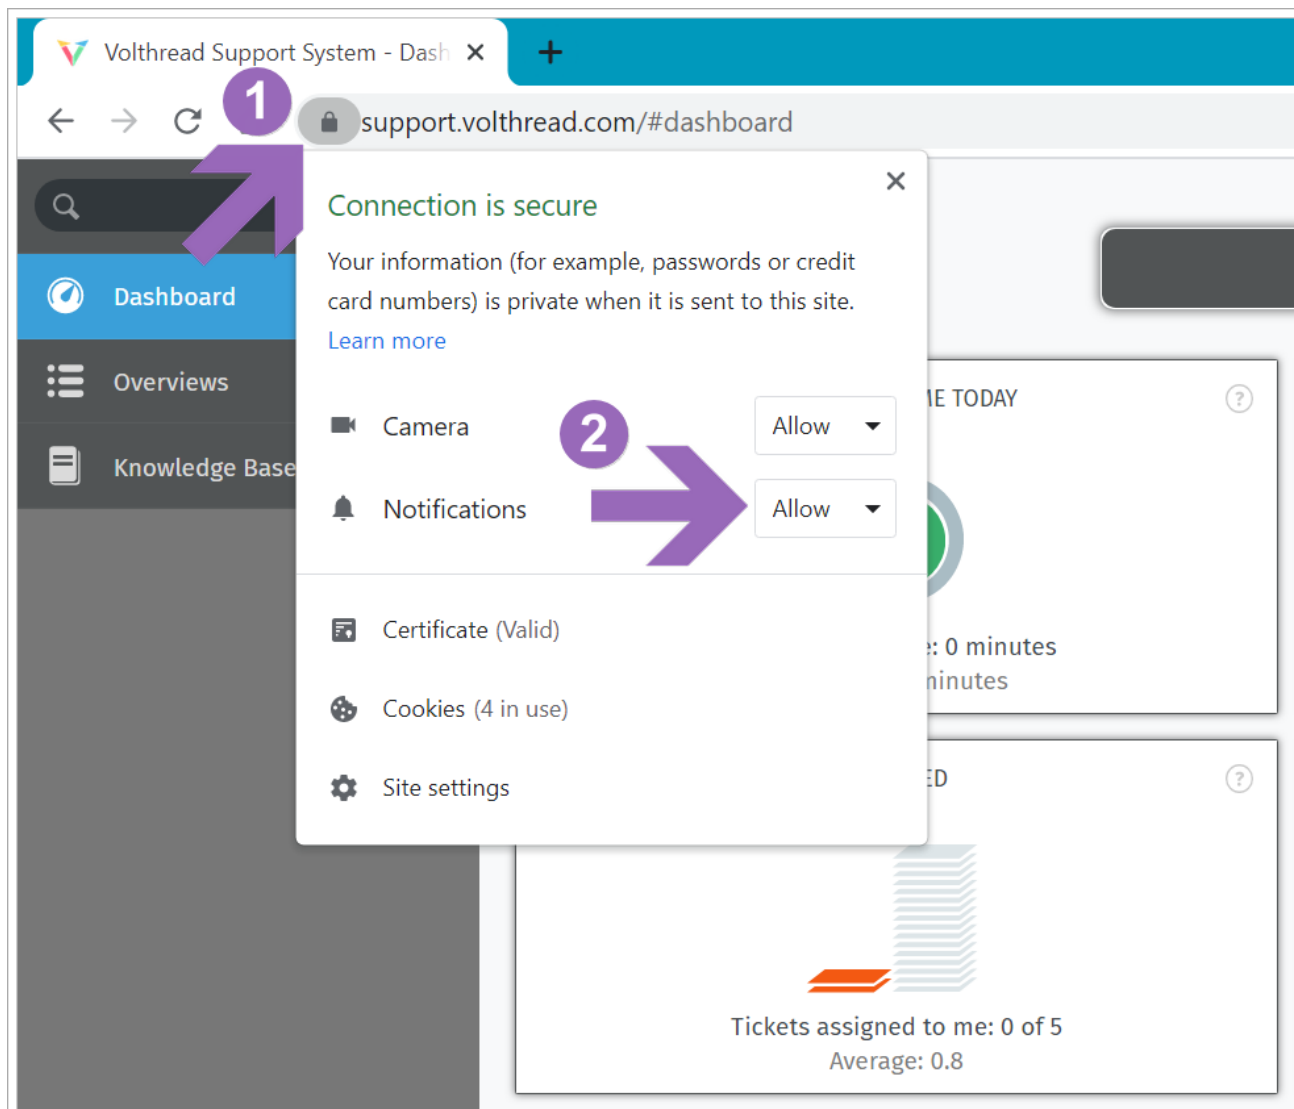 Volthread Support System - Dash
1
support.volthread.com/#dashboard
Connection is secure
Your information (for example, passwords or credit
card numbers) is private when it is sent to this site.
Learn more
Dashboard
Overviews
Knowledge Base
Camera
Allow
2
Notifications
Allow
Certificate (Valid)
Cookies (4 in use)
Site settings
TODAY
?
: 0 minutes
minutes
?
Tickets assigned to me: 0 of 5
Average: 0.8